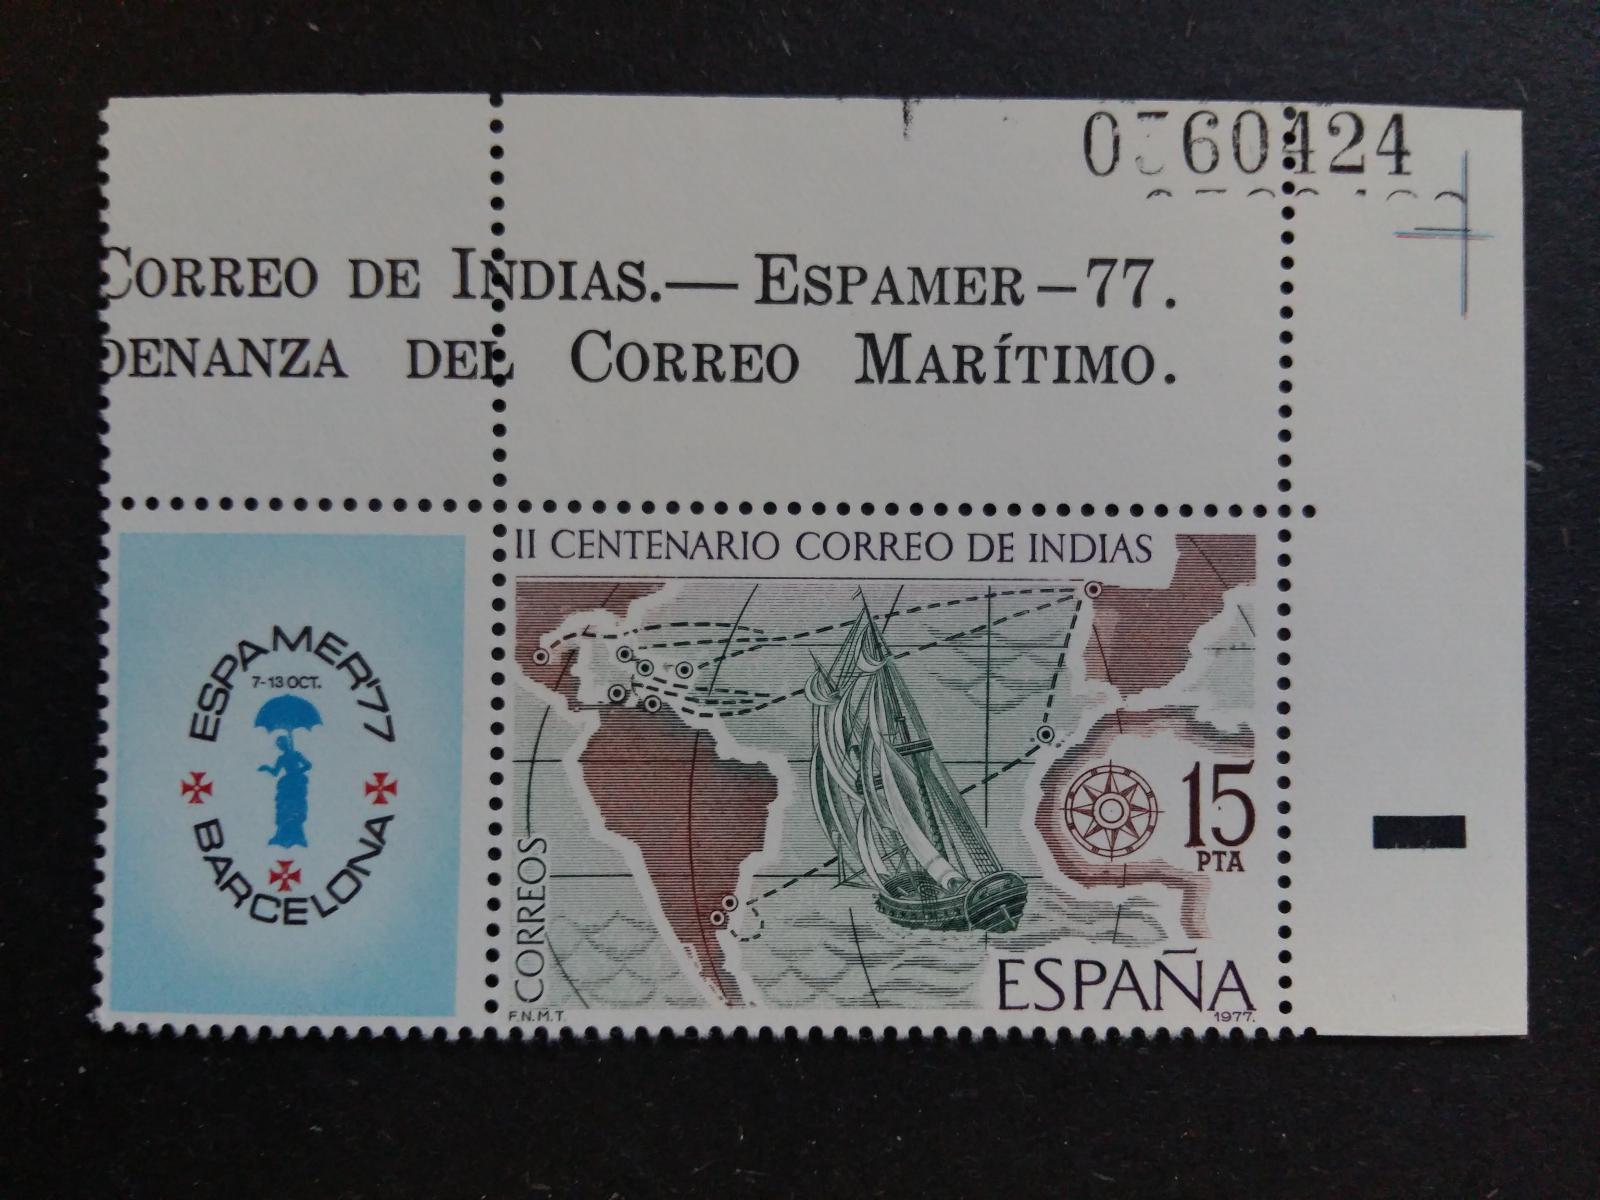 60424
CORREO DE INDIAS.— ESPAMER –77.
DENANZA DEL CORREO MARÍTIMO.
ESPAMER'77
7-13 OCT.
BARCELONA
II CENTENARIO CORREO DE INDIAS
15
PTA
CORREOS
ESPAÑA
F.N.M.T.
1977.